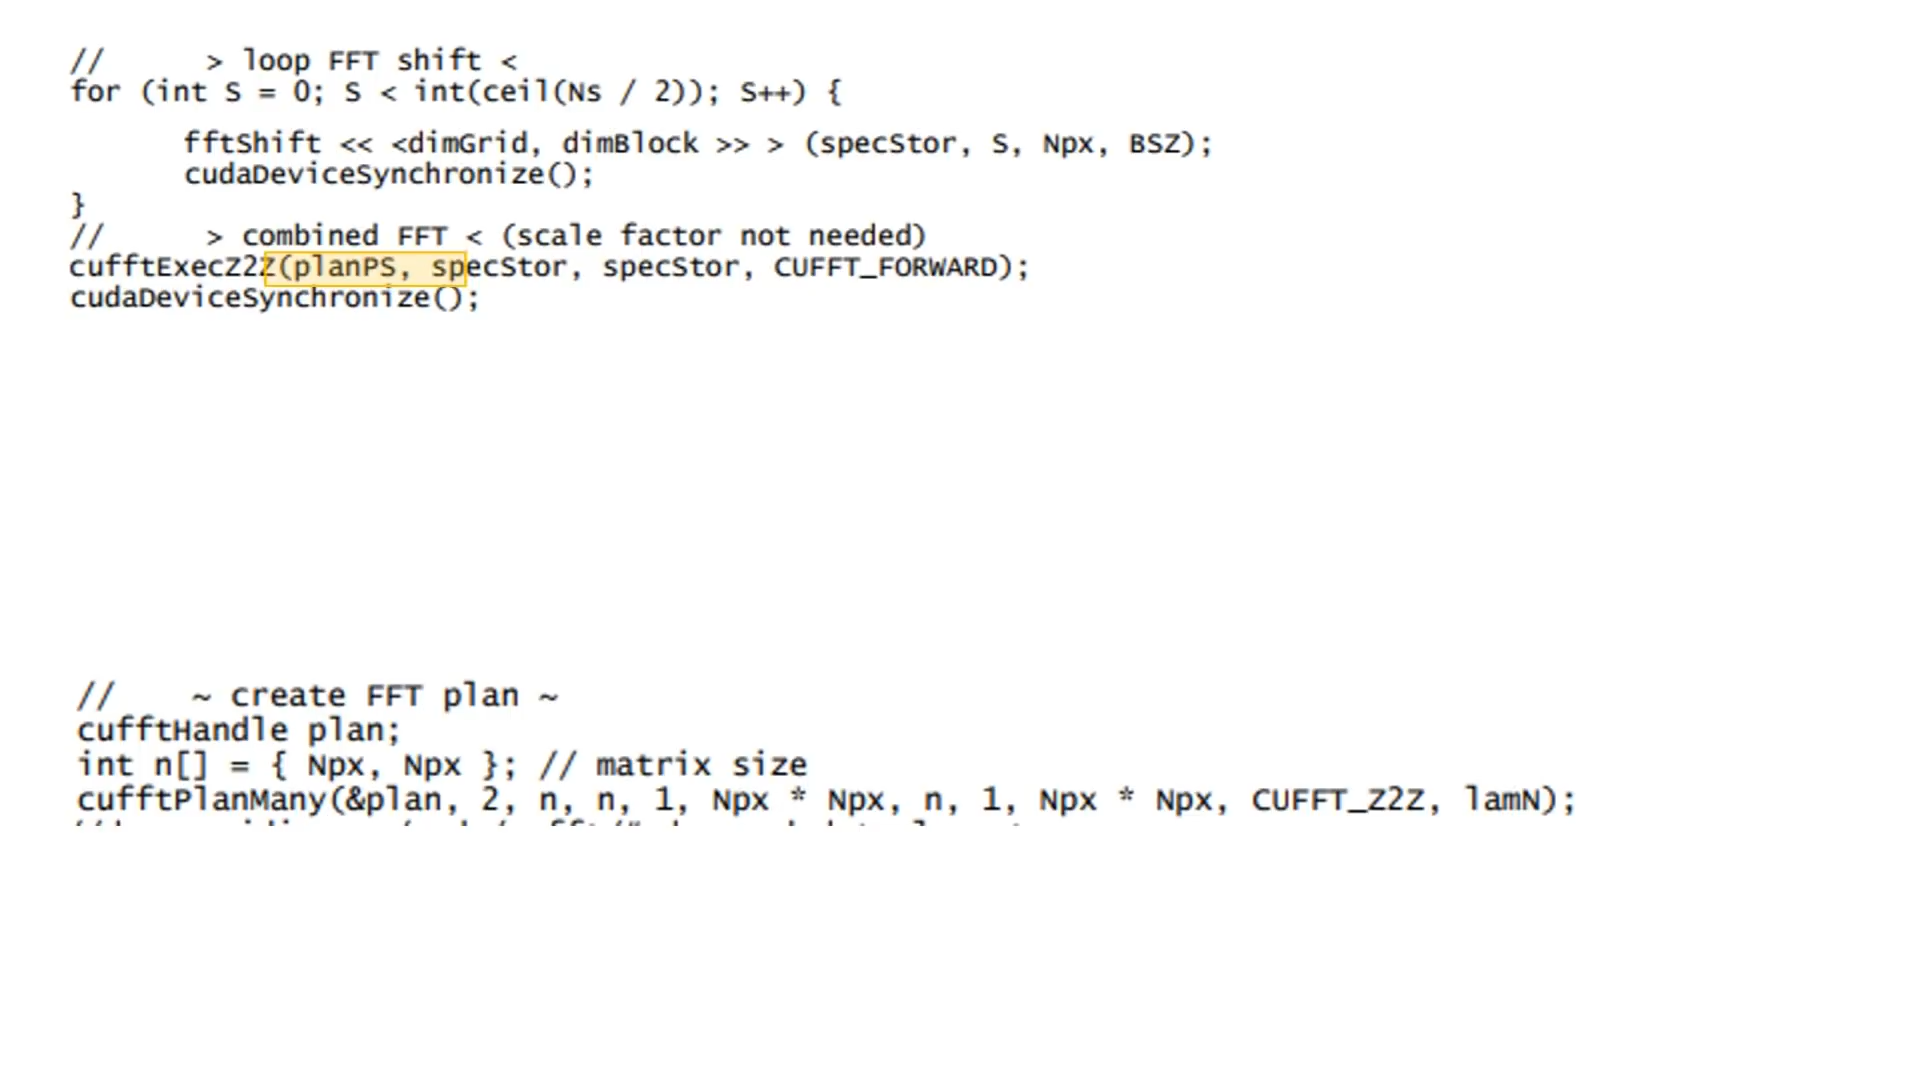 // > loop FFT shift <
for (int S = 0; S < int(ceil(Ns / 2)); S++) {
fftShift << <dimGrid, dimBlock >> > (specStor, S, Npx, BSZ);
cudaDeviceSynchronize();
}
// > combined FFT < (scale factor not needed)
cufftExecZ2Z(planPS, specStor, specStor, CUFFT_FORWARD);
cudaDeviceSynchronize();
// ~ create FFT plan ~
cufftHandle plan;
int n[] = { Npx, Npx }; // matrix size
cufftPlanMany(&plan, 2, n, n, 1, Npx * Npx, n, 1, Npx * Npx, CUFFT_Z2Z, lamN);